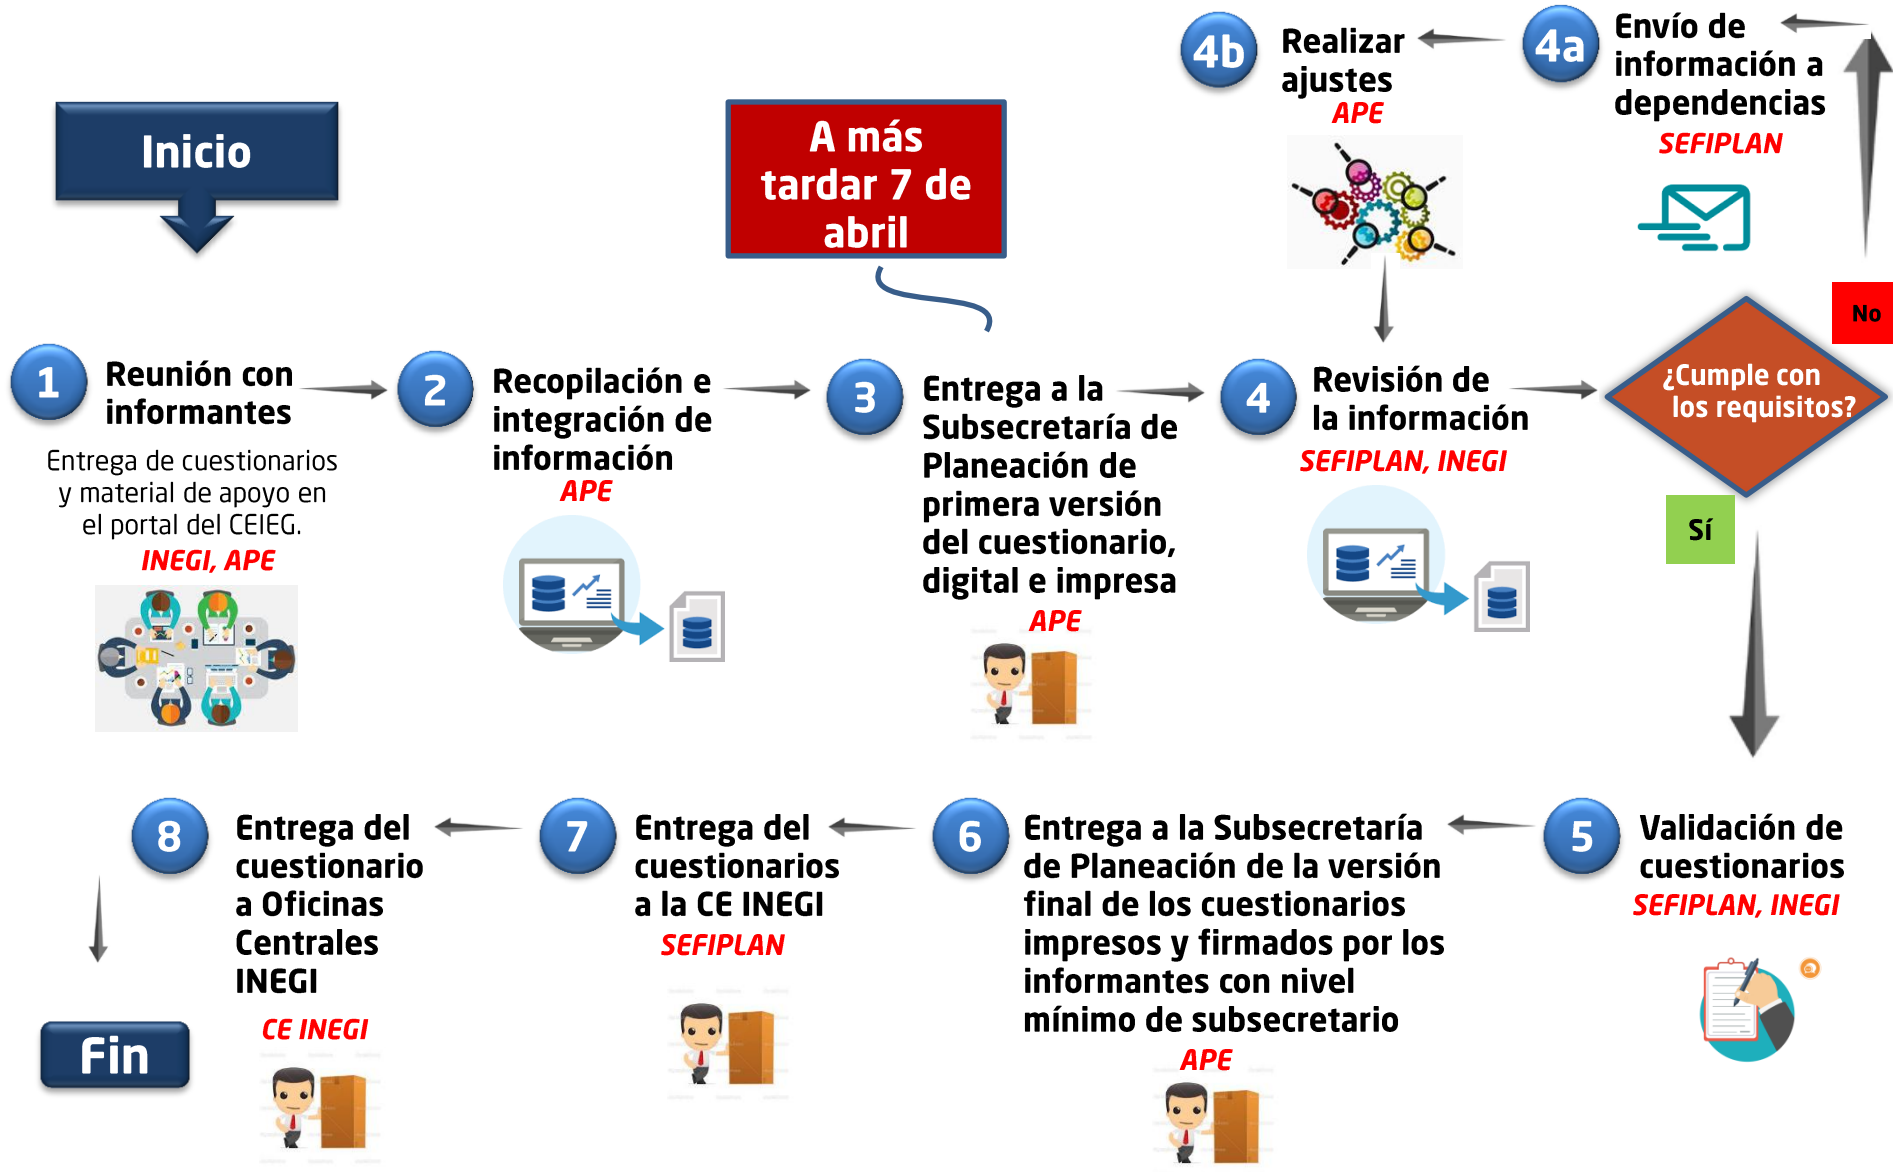 Inicio
A más
tardar 7 de
abril
4b
Realizar
ajustes
APE
4a
Envío de
información a
dependencias
SEFIPLAN
1
Reunión con
informantes
Entrega de cuestionarios
y material de apoyo en
el portal del CEIEG.
INEGI, APE
2
Recopilación e
integración de
información
APE
3
Entrega a la
Subsecretaría de
Planeación de
primera versión
del cuestionario,
digital e impresa
APE
4
Revisión de
la información
SEFIPLAN, INEGI
¿Cumple con
los requisitos?
No
Sí
5
Validación de
cuestionarios
SEFIPLAN, INEGI
6
Entrega a la Subsecretaría
de Planeación de la versión
final de los cuestionarios
impresos y firmados por los
informantes con nivel
mínimo de subsecretario
APE
7
Entrega del
cuestionarios
a la CE INEGI
SEFIPLAN
8
Entrega del
cuestionario
a Oficinas
Centrales
INEGI
CE INEGI
Fin